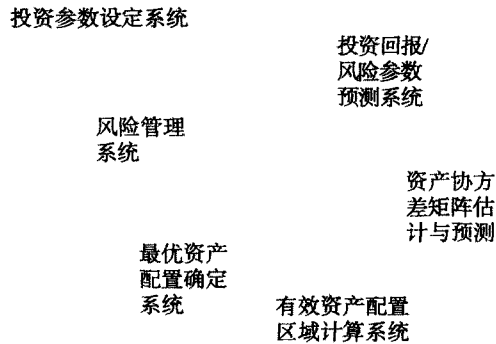 投资参数设定系统
投资回报/
风险参数
预测系统
风险管理
系统
资产协方
差矩阵估
计与预测
最优资产
配置确定
系统
有效资产配置
区域计算系统